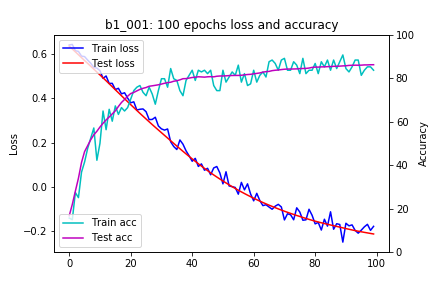 b1_001: 100 epochs loss and accuracy
Train loss
Test loss
Train acc
Test acc
Loss
Accuracy
0.6
0.4
0.2
0.0
−0.2
100
80
60
40
20
0
0 20 40 60 80 100